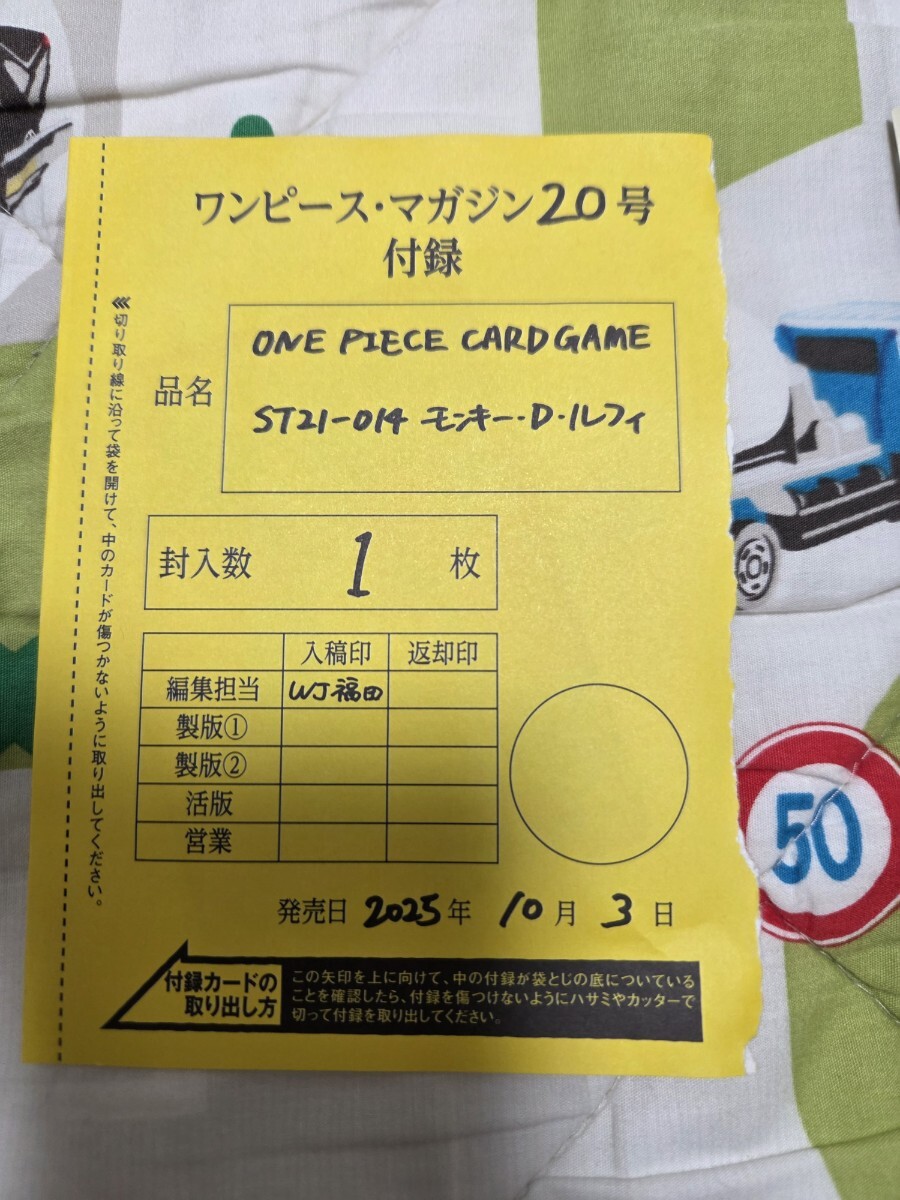 ワンピース・マガジン20号
付録
品名
ONE PIECE CARD GAME
ST21-014 モンキー・D・ルフィ
封入数 1 枚
入稿印 返却印
編集担当 WJ福田
製版①
製版②
活版
営業
発売日 2025年 10月 3日
切り取り線に沿って袋を開けて、中のカードが傷つかないように取り出してください。
付録カードの
取り出し方
この矢印を上に向けて、中の付録が袋とじの底についている
ことを確認したら、付録を傷つけないようにハサミやカッターで
切って付録を取り出してください。
50